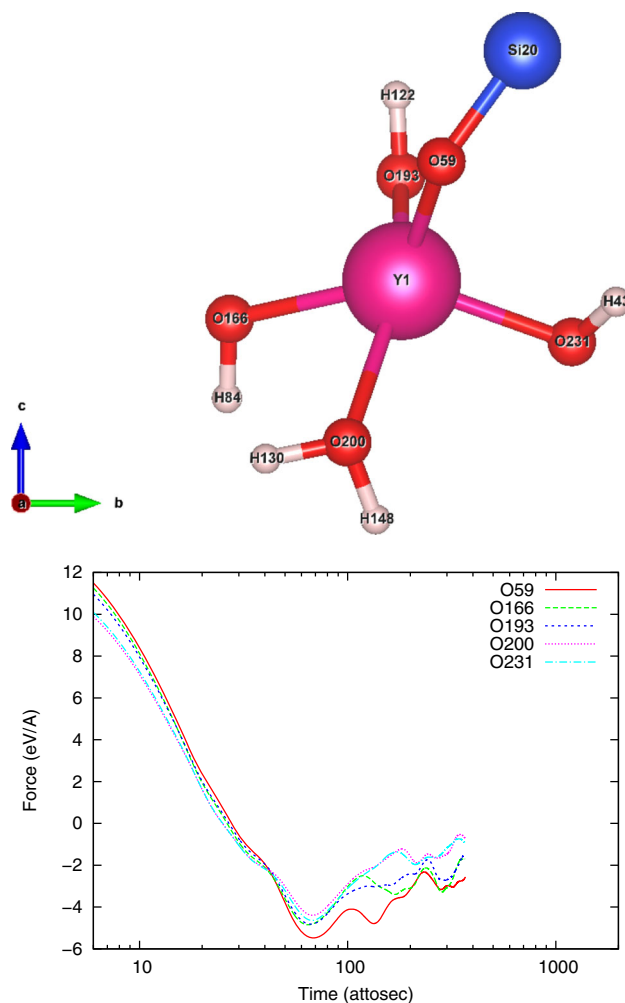 Si20
H122
O59
O193
Y1
H43
O166
O231
H84
c
O200
H130
a
b
H148
12
O59
10
O166
O193
8
O200
6
O231
4
2
0
-2
-4
-6
Force (eV/A)
10
100
1000
Time (attosec)